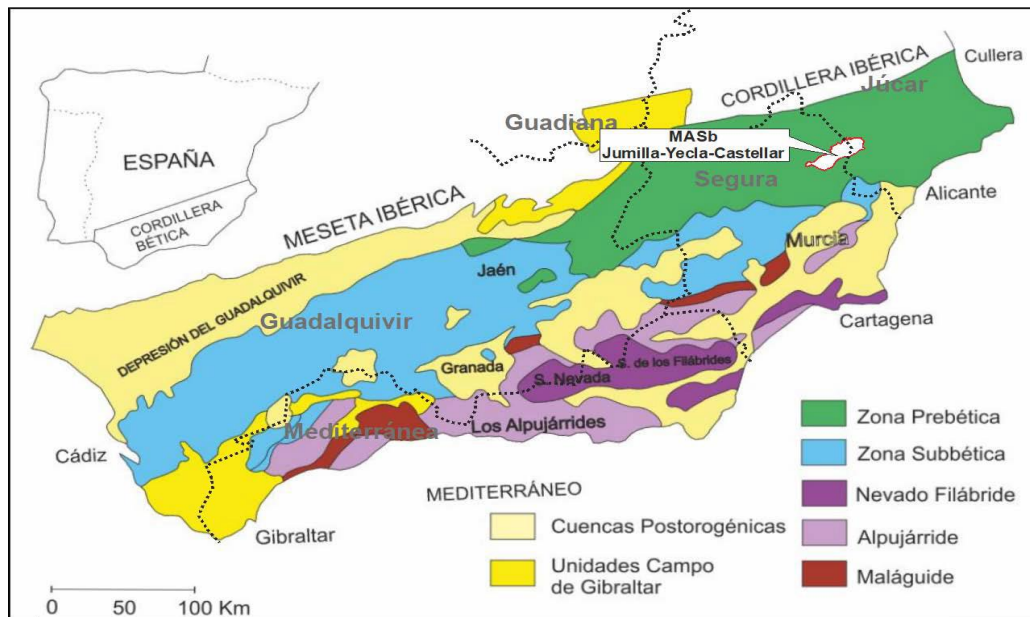 ESPAÑA
CORDILLERA
BÉTICA
CORDILLERA IBÉRICA
Cullera
Júcar
Guadiana
MASb
Jumilla-Yecla-Castellar
Segura
Alicante
MESETA IBÉRICA
Murcia
Jaén
DEPRESIÓN DEL GUADALQUIVIR
Guadalquivir
Cartagena
Granada
S. de los Filábrides
S. Nevada
Los Alpujárrides
Mediterránea
Cádiz
Gibraltar
MEDITERRÁNEO
Cuencas Postorogénicas
Unidades Campo
de Gibraltar
Zona Prebética
Zona Subbética
Nevado Filábride
Alpujárride
Maláguide
0 50 100 Km